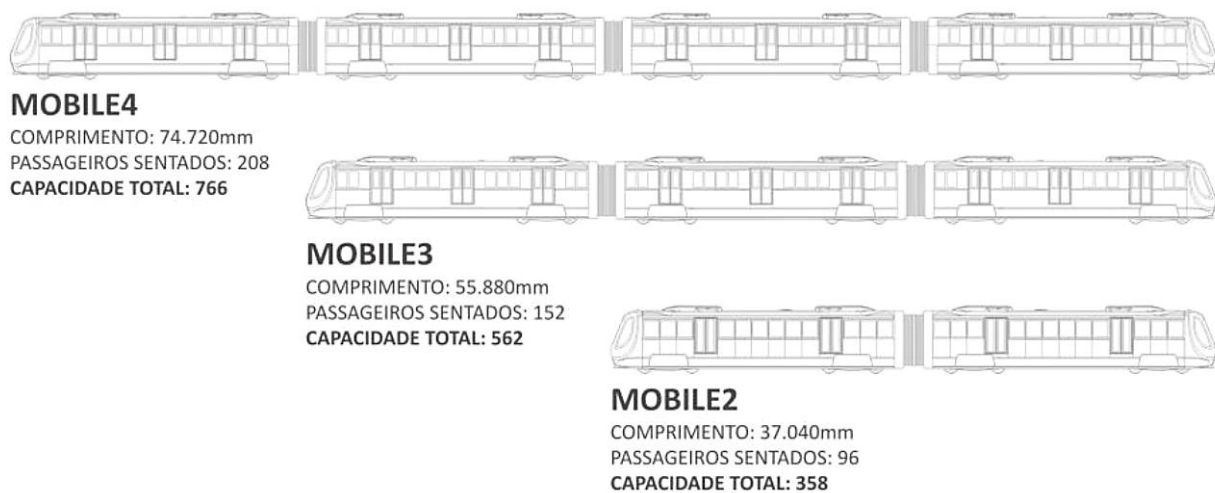 MOBILE4
COMPRIMENTO: 74.720mm
PASSAGEIROS SENTADOS: 208
CAPACIDADE TOTAL: 766
MOBILE3
COMPRIMENTO: 55.880mm
PASSAGEIROS SENTADOS: 152
CAPACIDADE TOTAL: 562
MOBILE2
COMPRIMENTO: 37.040mm
PASSAGEIROS SENTADOS: 96
CAPACIDADE TOTAL: 358